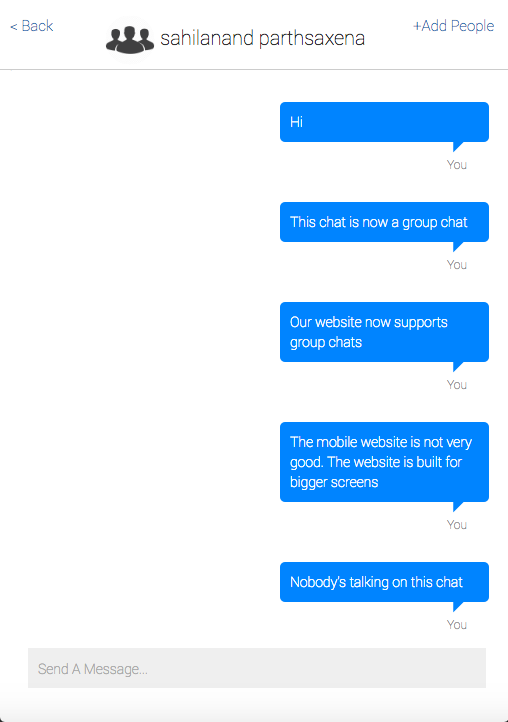 < Back
sahilanand parthsaxena
+Add People
Hi
You
This chat is now a group chat
You
Our website now supports
group chats
You
The mobile website is not very
good. The website is built for
bigger screens
You
Nobody's talking on this chat
You
Send A Message...